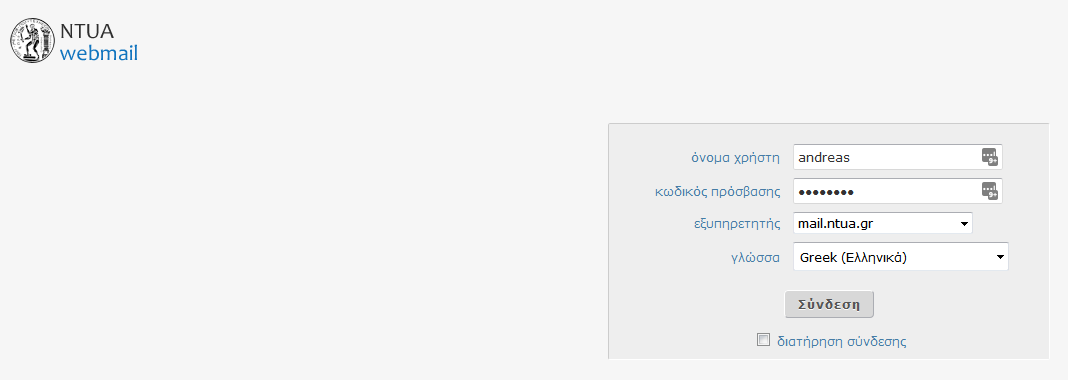 NTUA
webmail
όνομα χρήστη andreas
κωδικός πρόσβασης ••••••••
εξυπηρετητής mail.ntua.gr
γλώσσα Greek (Ελληνικά)
Σύνδεση
διατήρηση σύνδεσης